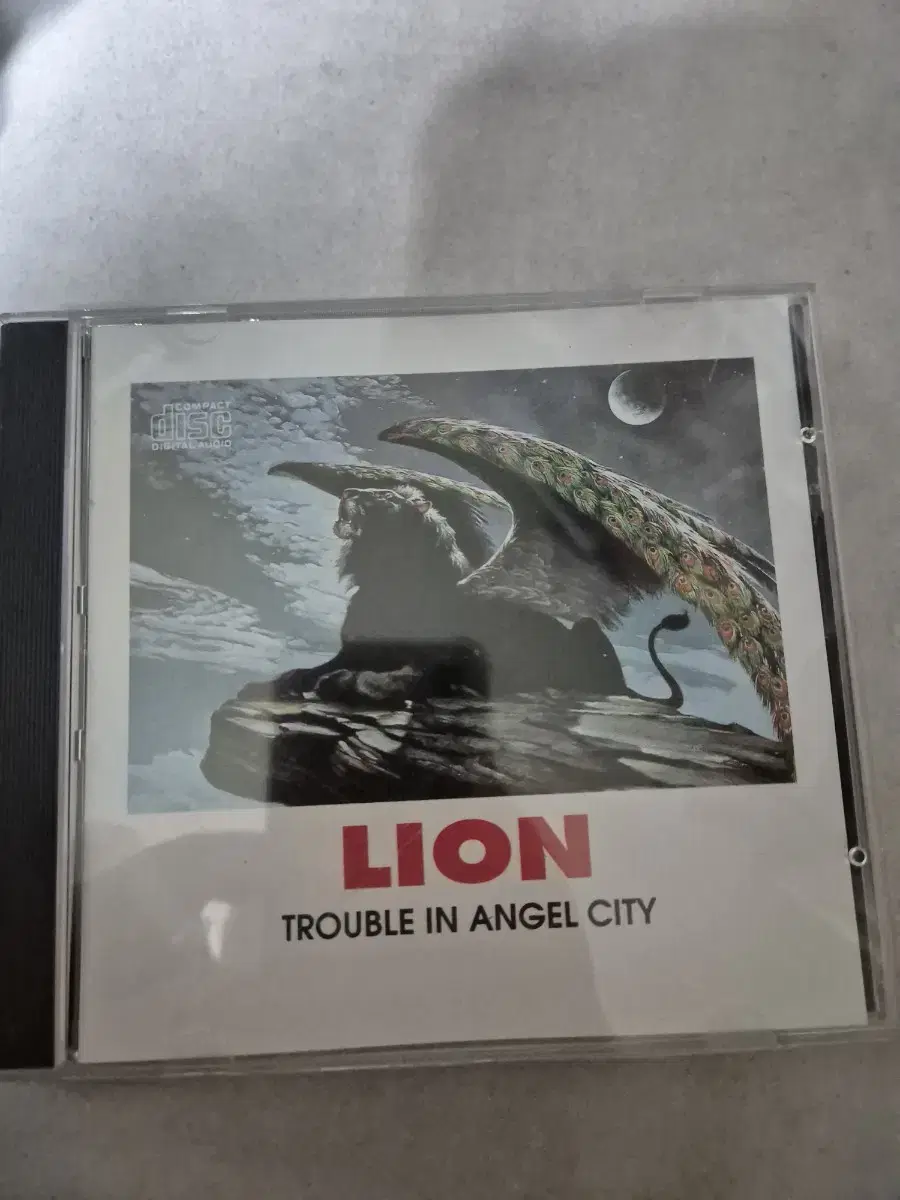 COMPACT
disc
DIGITAL AUDIO
LION
TROUBLE IN ANGEL CITY